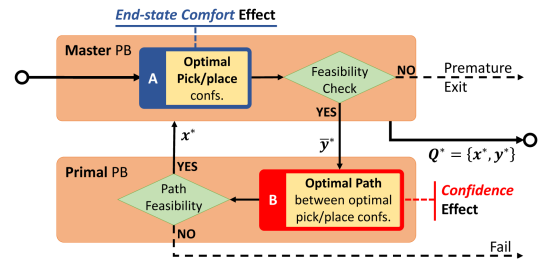 End-state Comfort Effect
Master PB
A
Optimal
Pick/place
confs.
Feasibility
Check
NO
Premature
Exit
YES
x*
ȳ*
Q* = {x*, y*}
Primal PB
YES
Path
Feasibility
B
Optimal Path
between optimal
pick/place confs.
Confidence
Effect
NO
Fail